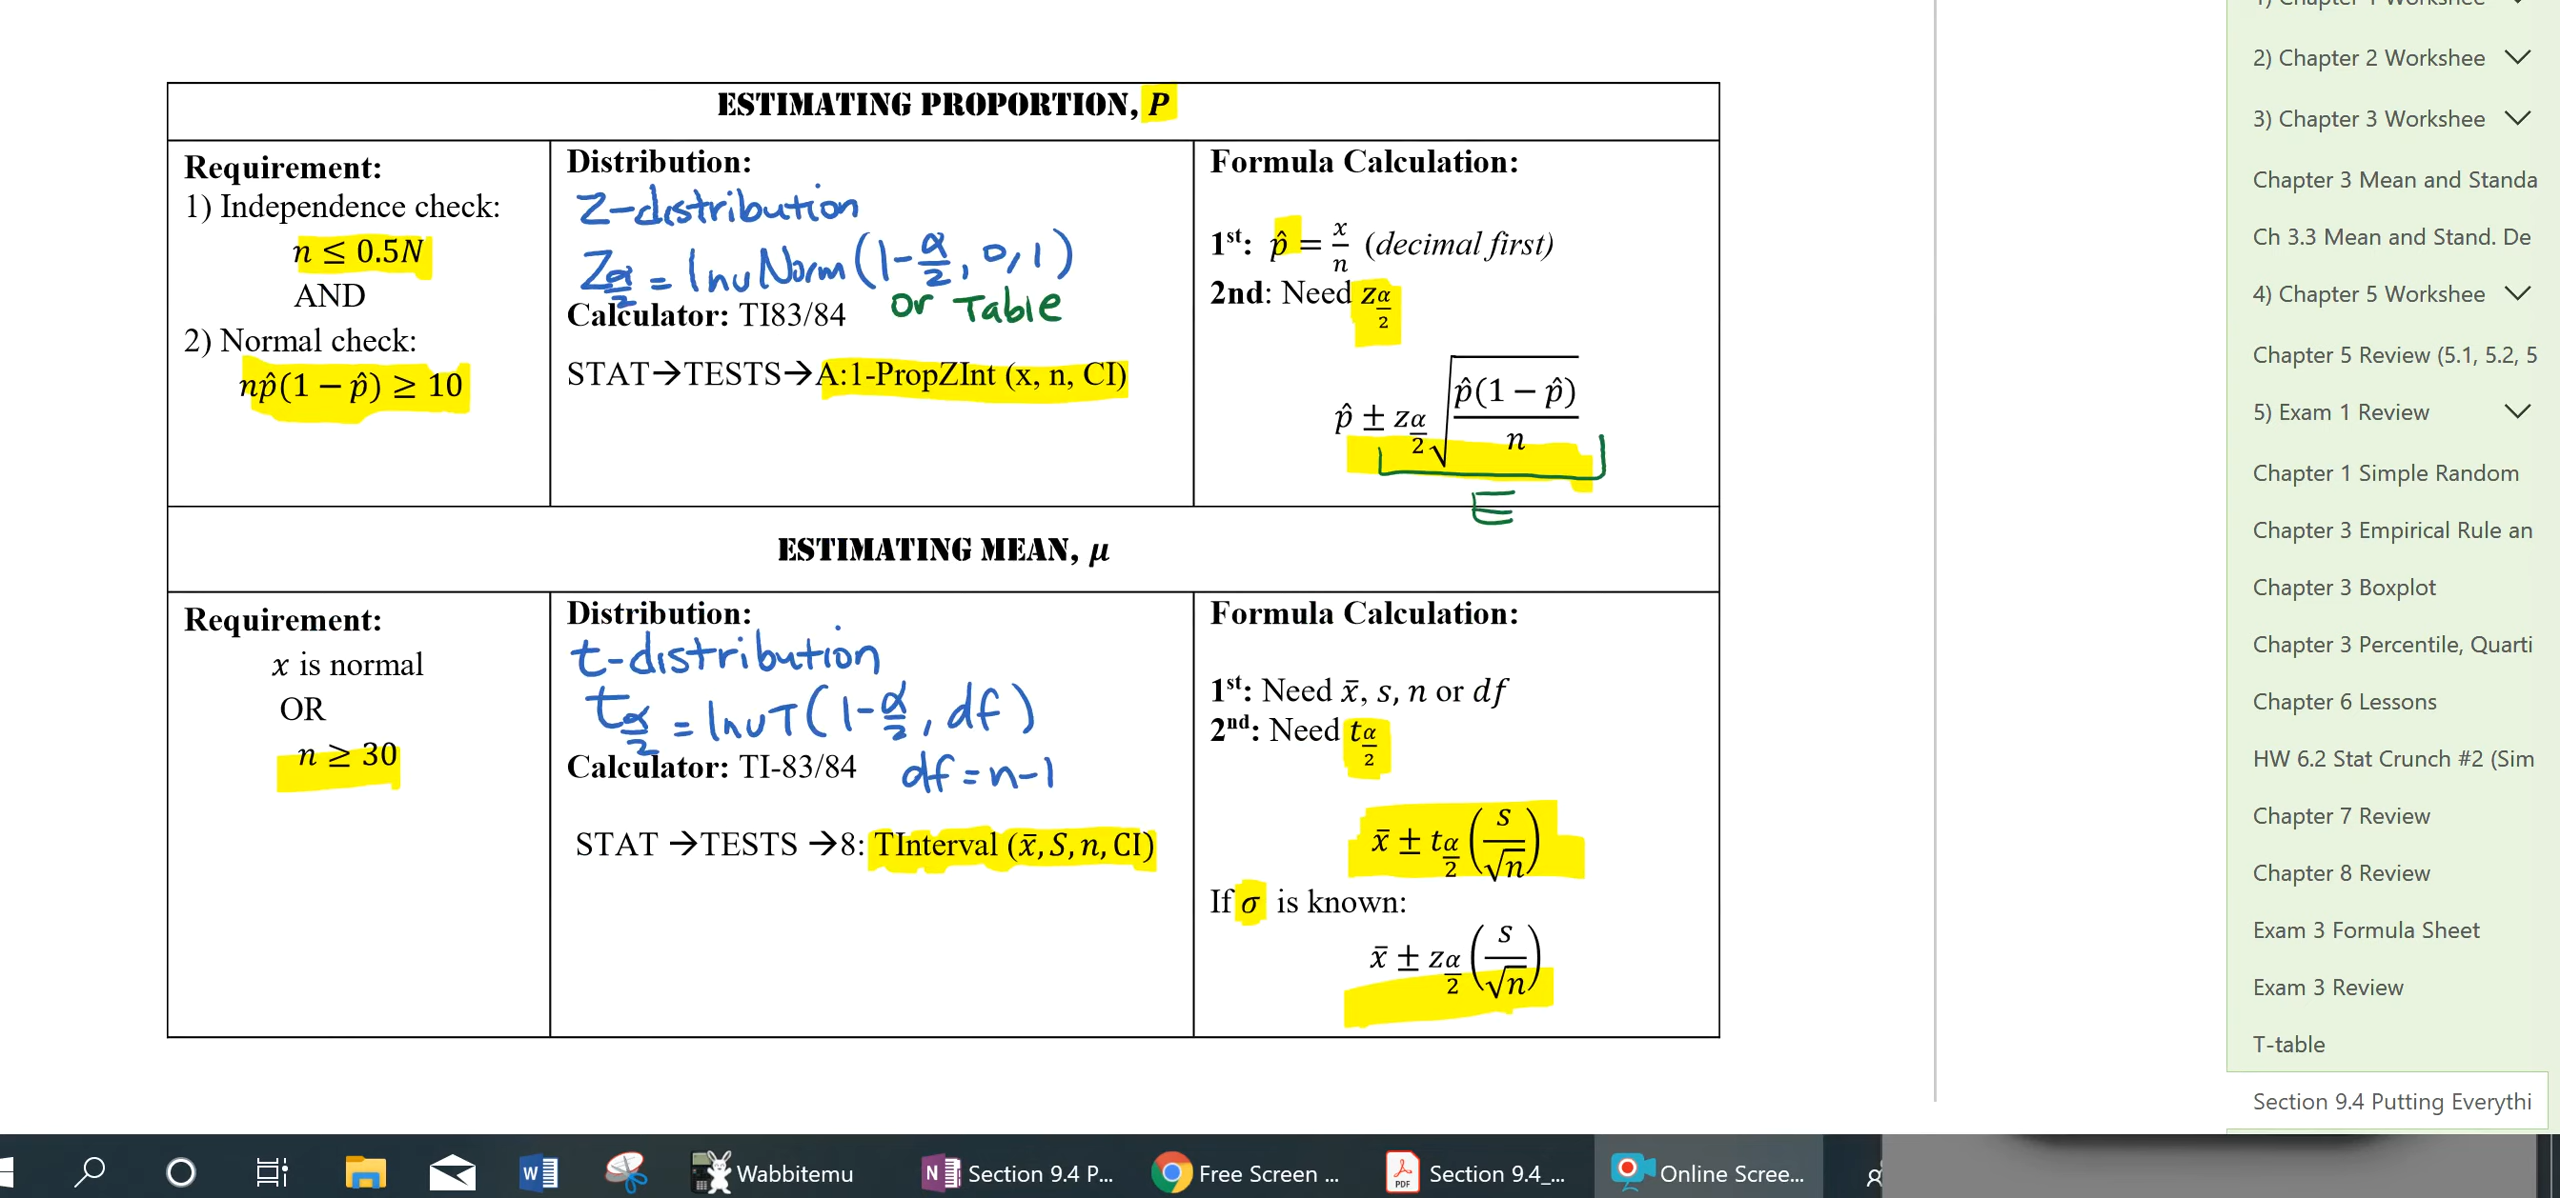 ESTIMATING PROPORTION, P
Requirement:
1) Independence check:
n ≤ 0.5N
AND
2) Normal check:
np̂(1 − p̂) ≥ 10
Distribution:
Z-distribution
Zα/2 = InvNorm(1-α/2, 0, 1)
or Table
Calculator: TI83/84
STAT→TESTS→A:1-PropZInt (x, n, CI)
Formula Calculation:
1st: p̂ = x/n (decimal first)
2nd: Need zα/2
p̂ ± zα/2 √(p̂(1 − p̂)/n)
E
ESTIMATING MEAN, μ
Requirement:
x is normal
OR
n ≥ 30
Distribution:
t-distribution
tα/2 = InvT(1-α/2, df)
Calculator: TI-83/84 df = n-1
STAT →TESTS →8: TInterval (x̄, S, n, CI)
Formula Calculation:
1st: Need x̄, s, n or df
2nd: Need tα/2
x̄ ± tα/2 (s/√n)
If σ is known:
x̄ ± zα/2 (s/√n)
2) Chapter 2 Workshee
3) Chapter 3 Workshee
Chapter 3 Mean and Standa
Ch 3.3 Mean and Stand. De
4) Chapter 5 Workshee
Chapter 5 Review (5.1, 5.2, 5
5) Exam 1 Review
Chapter 1 Simple Random
Chapter 3 Empirical Rule an
Chapter 3 Boxplot
Chapter 3 Percentile, Quarti
Chapter 6 Lessons
HW 6.2 Stat Crunch #2 (Sim
Chapter 7 Review
Chapter 8 Review
Exam 3 Formula Sheet
Exam 3 Review
T-table
Section 9.4 Putting Everythi
Wabbitemu
Section 9.4 P...
Free Screen ...
PDF
Section 9.4_...
Online Scree...